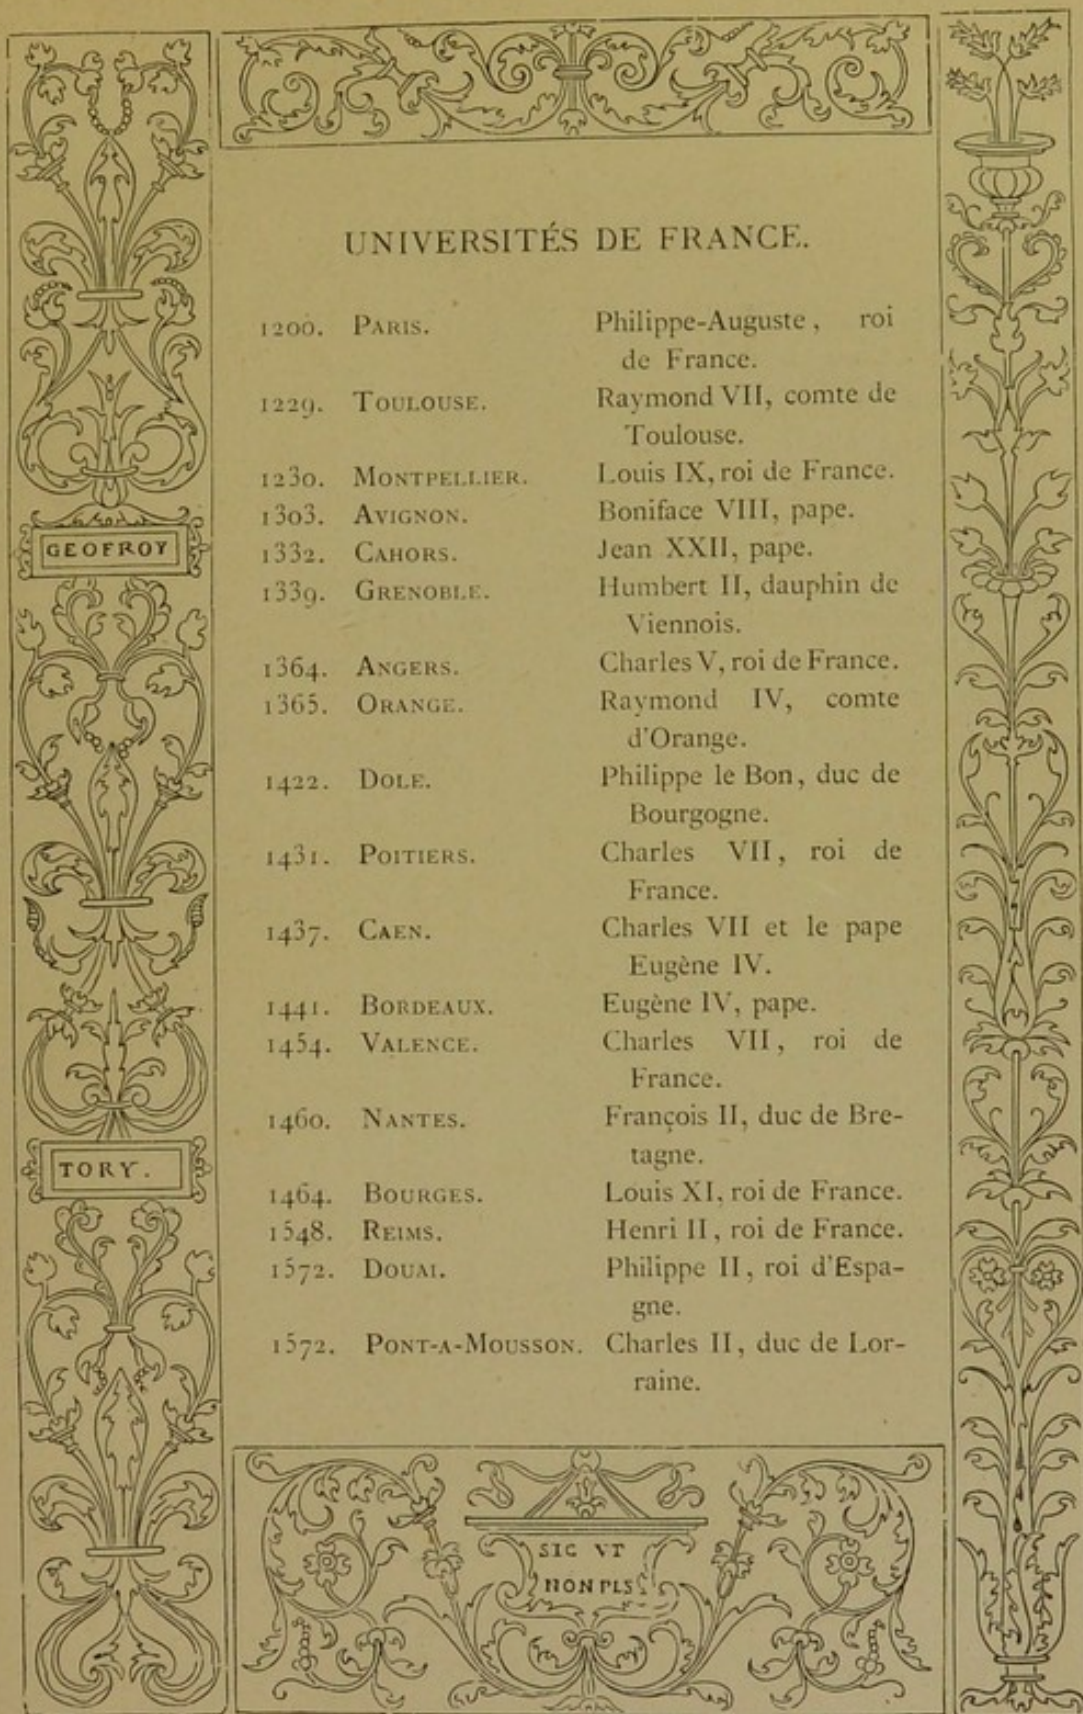 UNIVERSITÉS DE FRANCE.
1200. PARIS. Philippe-Auguste, roi
de France.
1229. TOULOUSE. Raymond VII, comte de
Toulouse.
1230. MONTPELLIER. Louis IX, roi de France.
1303. AVIGNON. Boniface VIII, pape.
1332. CAHORS. Jean XXII, pape.
1339. GRENOBLE. Humbert II, dauphin de
Viennois.
1364. ANGERS. Charles V, roi de France.
1365. ORANGE. Raymond IV, comte
d'Orange.
1422. DOLE. Philippe le Bon, duc de
Bourgogne.
1431. POITIERS. Charles VII, roi de
France.
1437. CAEN. Charles VII et le pape
Eugène IV.
1441. BORDEAUX. Eugène IV, pape.
1454. VALENCE. Charles VII, roi de
France.
1460. NANTES. François II, duc de Bre-
tagne.
1464. BOURGES. Louis XI, roi de France.
1548. REIMS. Henri II, roi de France.
1572. DOUAI. Philippe II, roi d'Espa-
gne.
1572. PONT-A-MOUSSON. Charles II, duc de Lor-
raine.
GEOFROY
TORY.
SIC VT
NON PLS